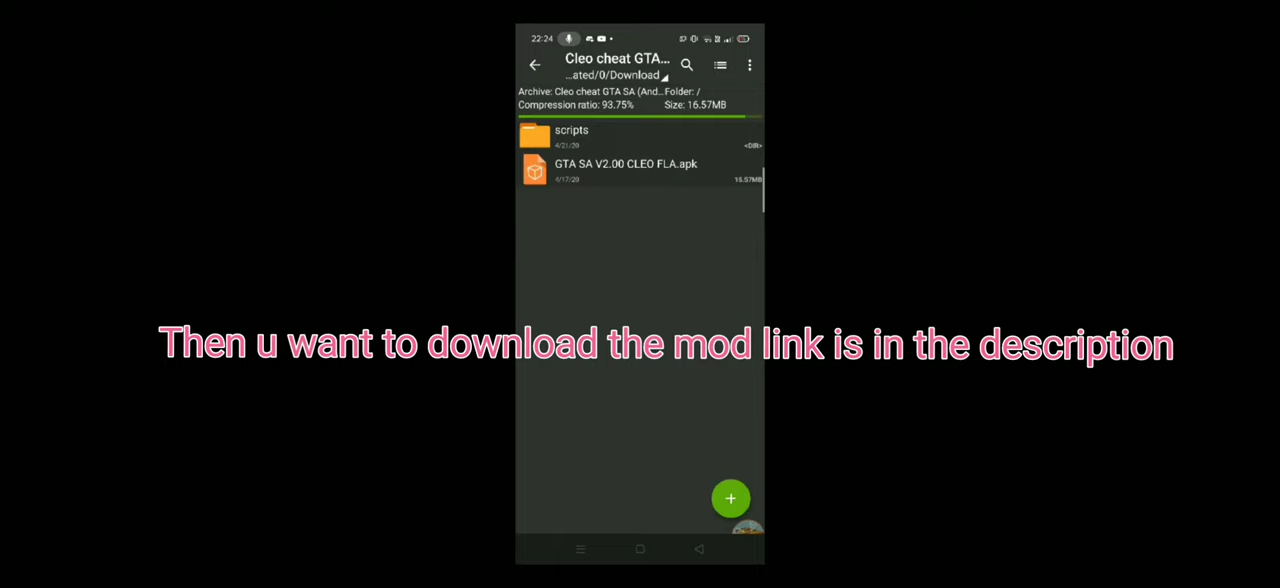 22:24
Cleo cheat GTA...
...ated/0/Download
Archive: Cleo cheat GTA SA (And... Folder: /
Compression ratio: 93.75% Size: 16.57MB
scripts
4/21/20 <DIR>
GTA SA V2.00 CLEO FLA.apk
4/17/20 16.57MB
Then u want to download the mod link is in the description